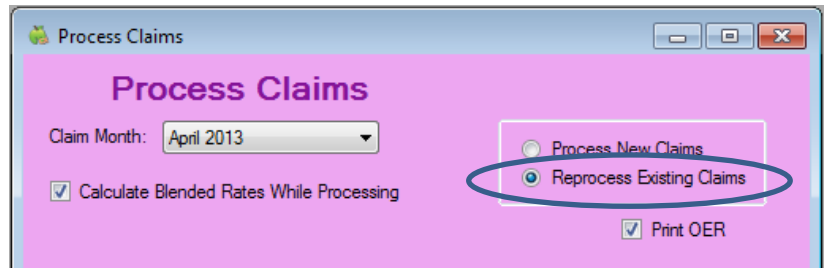 Process Claims
Process Claims
Claim Month: April 2013
Process New Claims
Reprocess Existing Claims
Calculate Blended Rates While Processing
Print OER